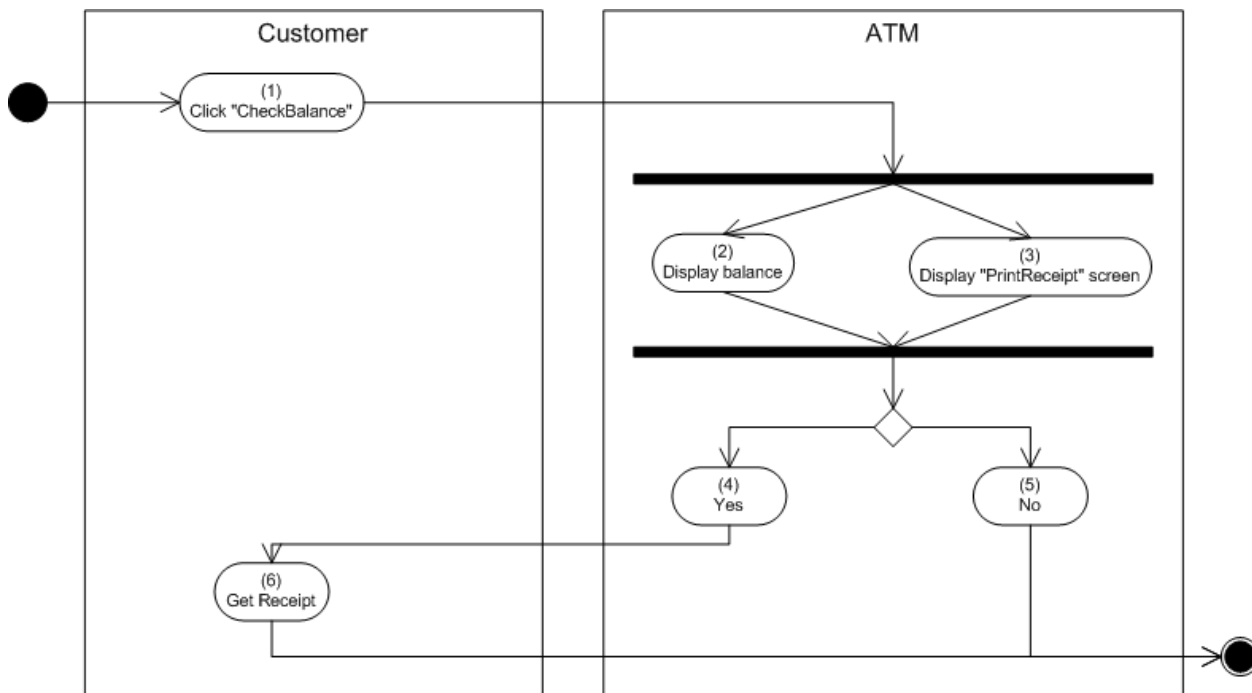 Customer
ATM
(1)
Click "CheckBalance"
(2)
Display balance
(3)
Display "PrintReceipt" screen
(4)
Yes
(5)
No
(6)
Get Receipt